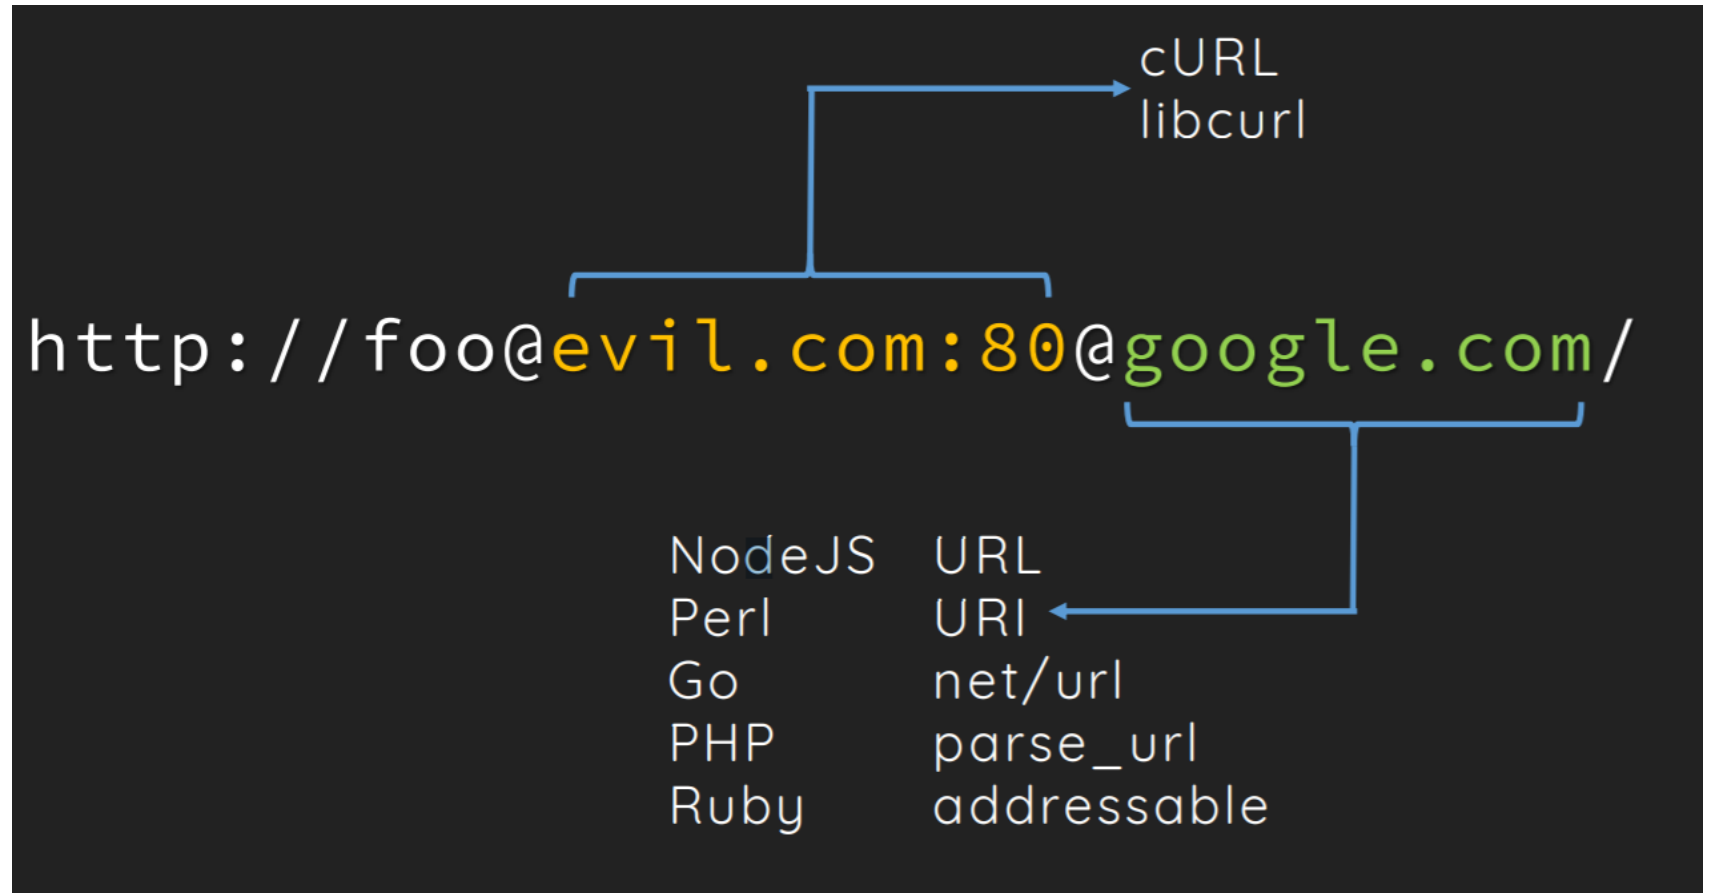 cURL
libcurl
http://foo@evil.com:80@google.com/
NodeJS URL
Perl URI
Go net/url
PHP parse_url
Ruby addressable